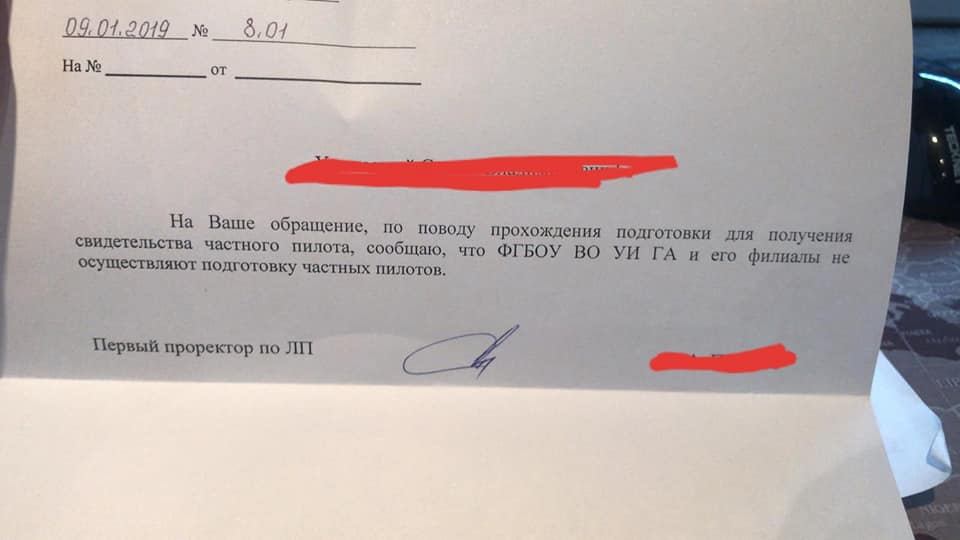 09.01.2019 № 8.01
На № от
На Ваше обращение, по поводу прохождения подготовки для получения
свидетельства частного пилота, сообщаю, что ФГБОУ ВО УИ ГА и его филиалы не
осуществляют подготовку частных пилотов.
Первый проректор по ЛП